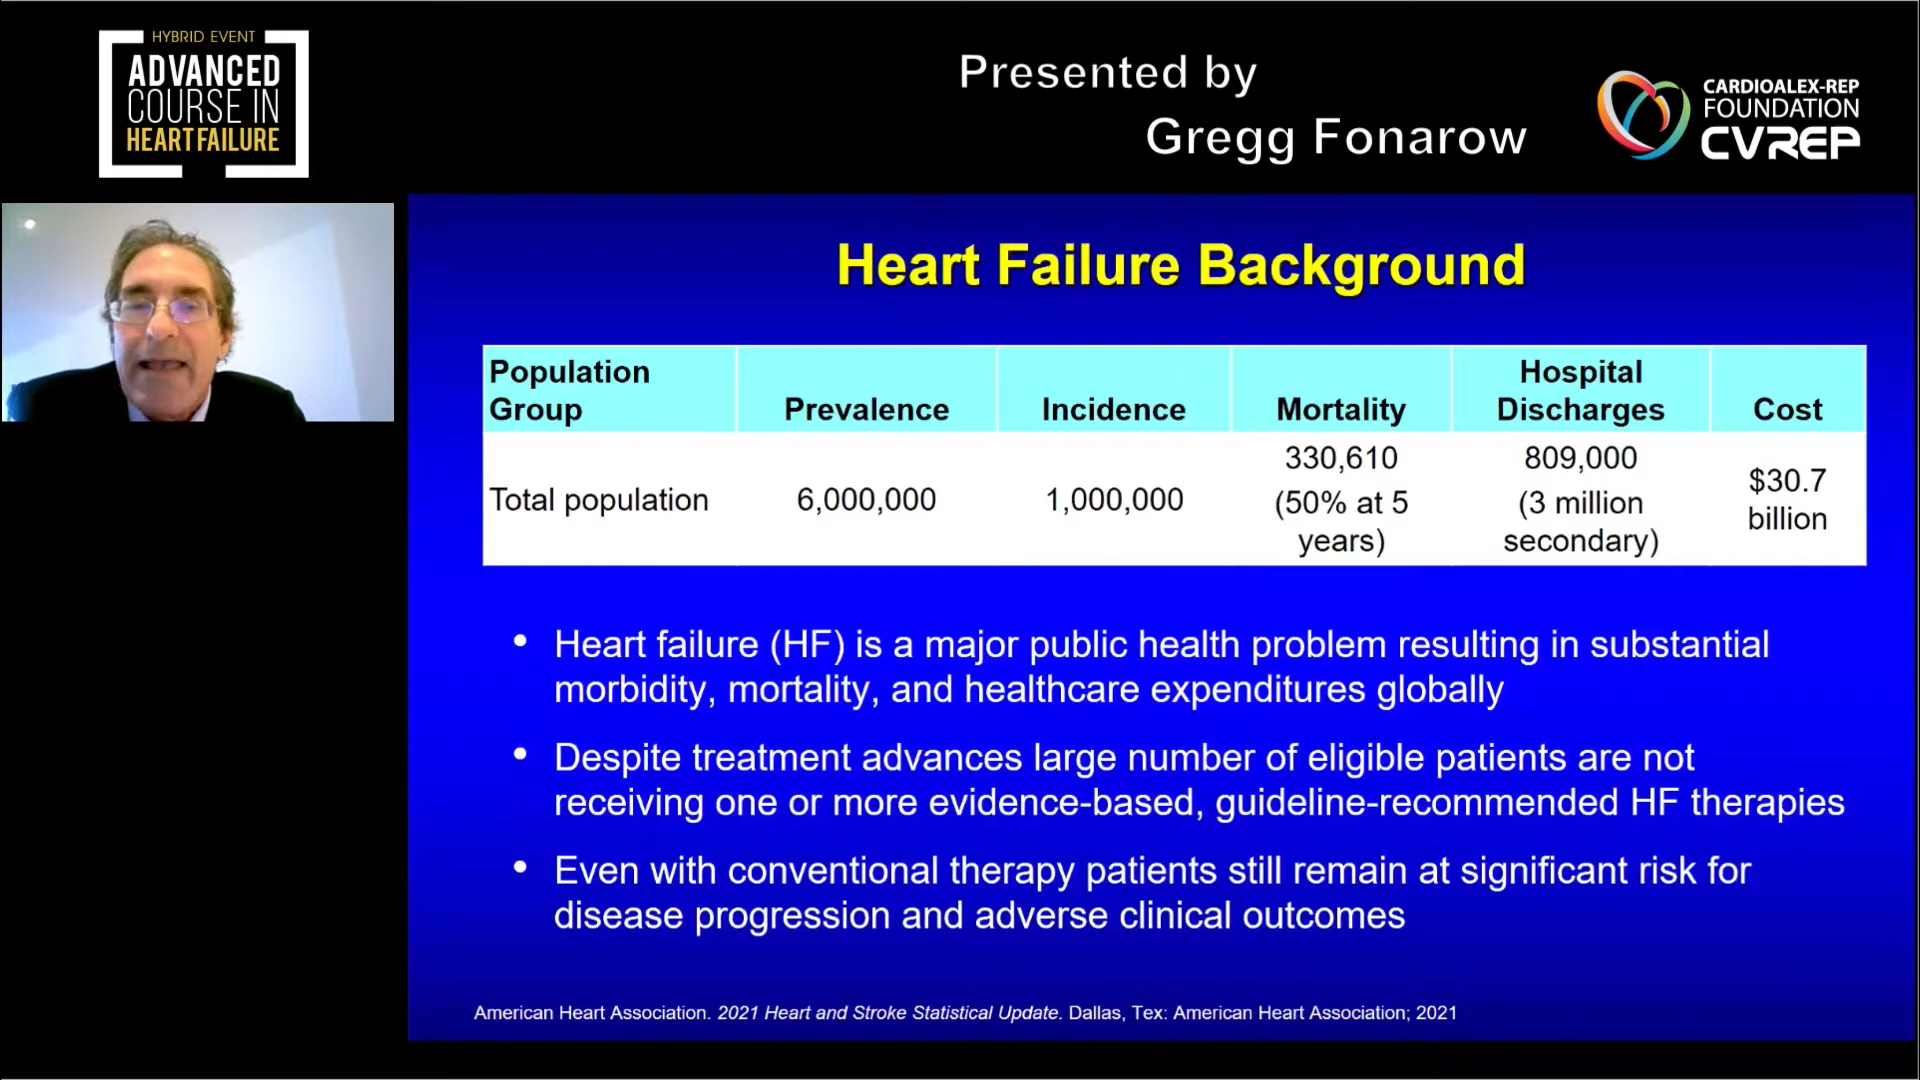 HYBRID EVENT
ADVANCED
COURSE IN
HEART FAILURE
Presented by
Gregg Fonarow
CARDIOALEX-REP
FOUNDATION
CVREP
Heart Failure Background
Population Group Prevalence Incidence Mortality Hospital Discharges Cost
Total population 6,000,000 1,000,000 330,610 (50% at 5 years) 809,000 (3 million secondary) $30.7 billion
• Heart failure (HF) is a major public health problem resulting in substantial
morbidity, mortality, and healthcare expenditures globally
• Despite treatment advances large number of eligible patients are not
receiving one or more evidence-based, guideline-recommended HF therapies
• Even with conventional therapy patients still remain at significant risk for
disease progression and adverse clinical outcomes
American Heart Association. 2021 Heart and Stroke Statistical Update. Dallas, Tex: American Heart Association; 2021